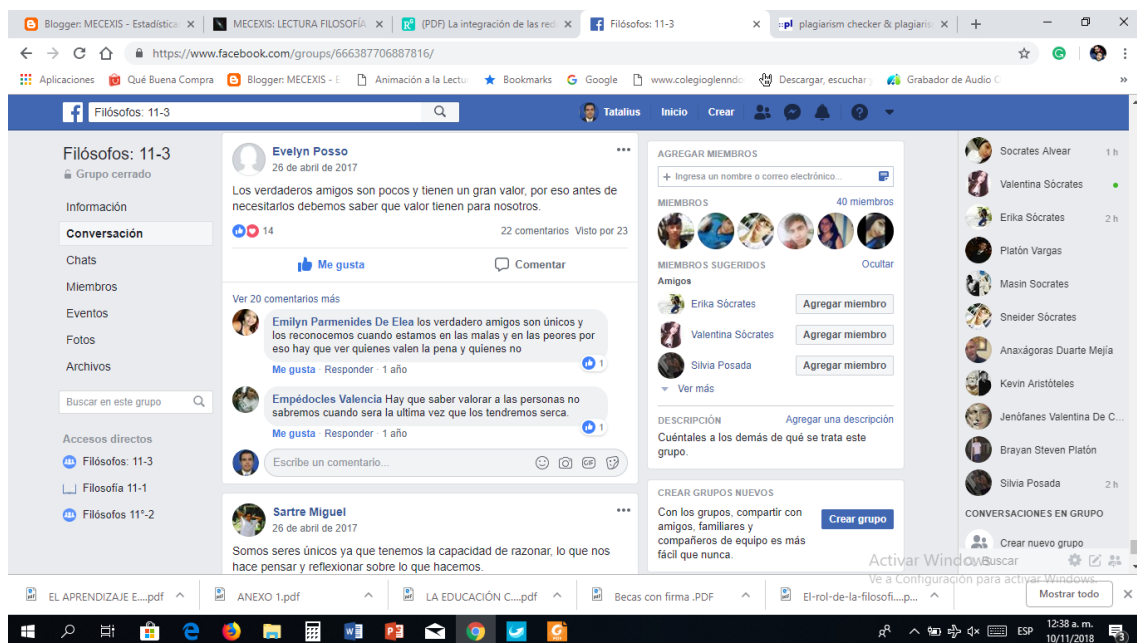 Blogger: MECEXIS - Estadística
MECEXIS: LECTURA FILOSOFÍA
(PDF) La integración de las red
Filósofos: 11-3
plagiarism checker & plagiaris
https://www.facebook.com/groups/666387706887816/
Aplicaciones
Qué Buena Compra
Blogger: MECEXIS - E
Animación a la Lectu
Bookmarks
Google
www.colegioglenndo
Descargar, escuchar y
Grabador de Audio O
Filósofos: 11-3
Tatalius
Inicio
Crear
Filósofos: 11-3
Grupo cerrado
Información
Conversación
Chats
Miembros
Eventos
Fotos
Archivos
Buscar en este grupo
Accesos directos
Filósofos: 11-3
Filosofía 11-1
Filósofos 11°-2
Evelyn Posso
26 de abril de 2017
Los verdaderos amigos son pocos y tienen un gran valor, por eso antes de
necesitarlos debemos saber que valor tienen para nosotros.
14
22 comentarios Visto por 23
Me gusta
Comentar
Ver 20 comentarios más
Emilyn Parmenides De Elea los verdadero amigos son únicos y
los reconocemos cuando estamos en las malas y en las peores por
eso hay que ver quienes valen la pena y quienes no
1
Me gusta · Responder · 1 año
Empédocles Valencia Hay que saber valorar a las personas no
sabremos cuando sera la ultima vez que los tendremos serca.
1
Me gusta · Responder · 1 año
Escribe un comentario...
GIF
Sartre Miguel
26 de abril de 2017
Somos seres únicos ya que tenemos la capacidad de razonar, lo que nos
hace pensar y reflexionar sobre lo que hacemos.
AGREGAR MIEMBROS
+ Ingresa un nombre o correo electrónico...
MIEMBROS
40 miembros
MIEMBROS SUGERIDOS
Ocultar
Amigos
Erika Sócrates
Agregar miembro
Valentina Sócrates
Agregar miembro
Silvia Posada
Agregar miembro
Ver más
DESCRIPCIÓN
Agregar una descripción
Cuéntales a los demás de qué se trata este
grupo.
CREAR GRUPOS NUEVOS
Con los grupos, compartir con
amigos, familiares y
compañeros de equipo es más
fácil que nunca.
Crear grupo
Socrates Alvear 1 h
Valentina Sócrates
Erika Sócrates 2 h
Platón Vargas
Masin Socrates
Sneider Sócrates
Anaxágoras Duarte Mejía
Kevin Aristóteles
Jenófanes Valentina De C...
Brayan Steven Platón
Silvia Posada 2 h
CONVERSACIONES EN GRUPO
Crear nuevo grupo
Buscar
Activar Windows
Ve a Configuración para activar Windows.
EL APRENDIZAJE E....pdf
ANEXO 1.pdf
LA EDUCACIÓN C....pdf
Becas con firma .PDF
El-rol-de-la-filosofi....p...
Mostrar todo
ESP
12:38 a. m.
10/11/2018
3